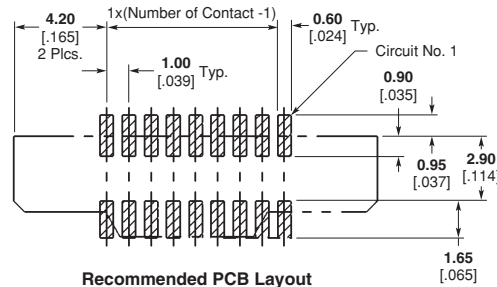 4.20
[.165]
2 Plcs.
1x(Number of Contact -1)
0.60
[.024]
Typ.
Circuit No. 1
1.00
[.039]
Typ.
0.90
[.035]
0.95
[.037]
2.90
[.114]
1.65
[.065]
Recommended PCB Layout